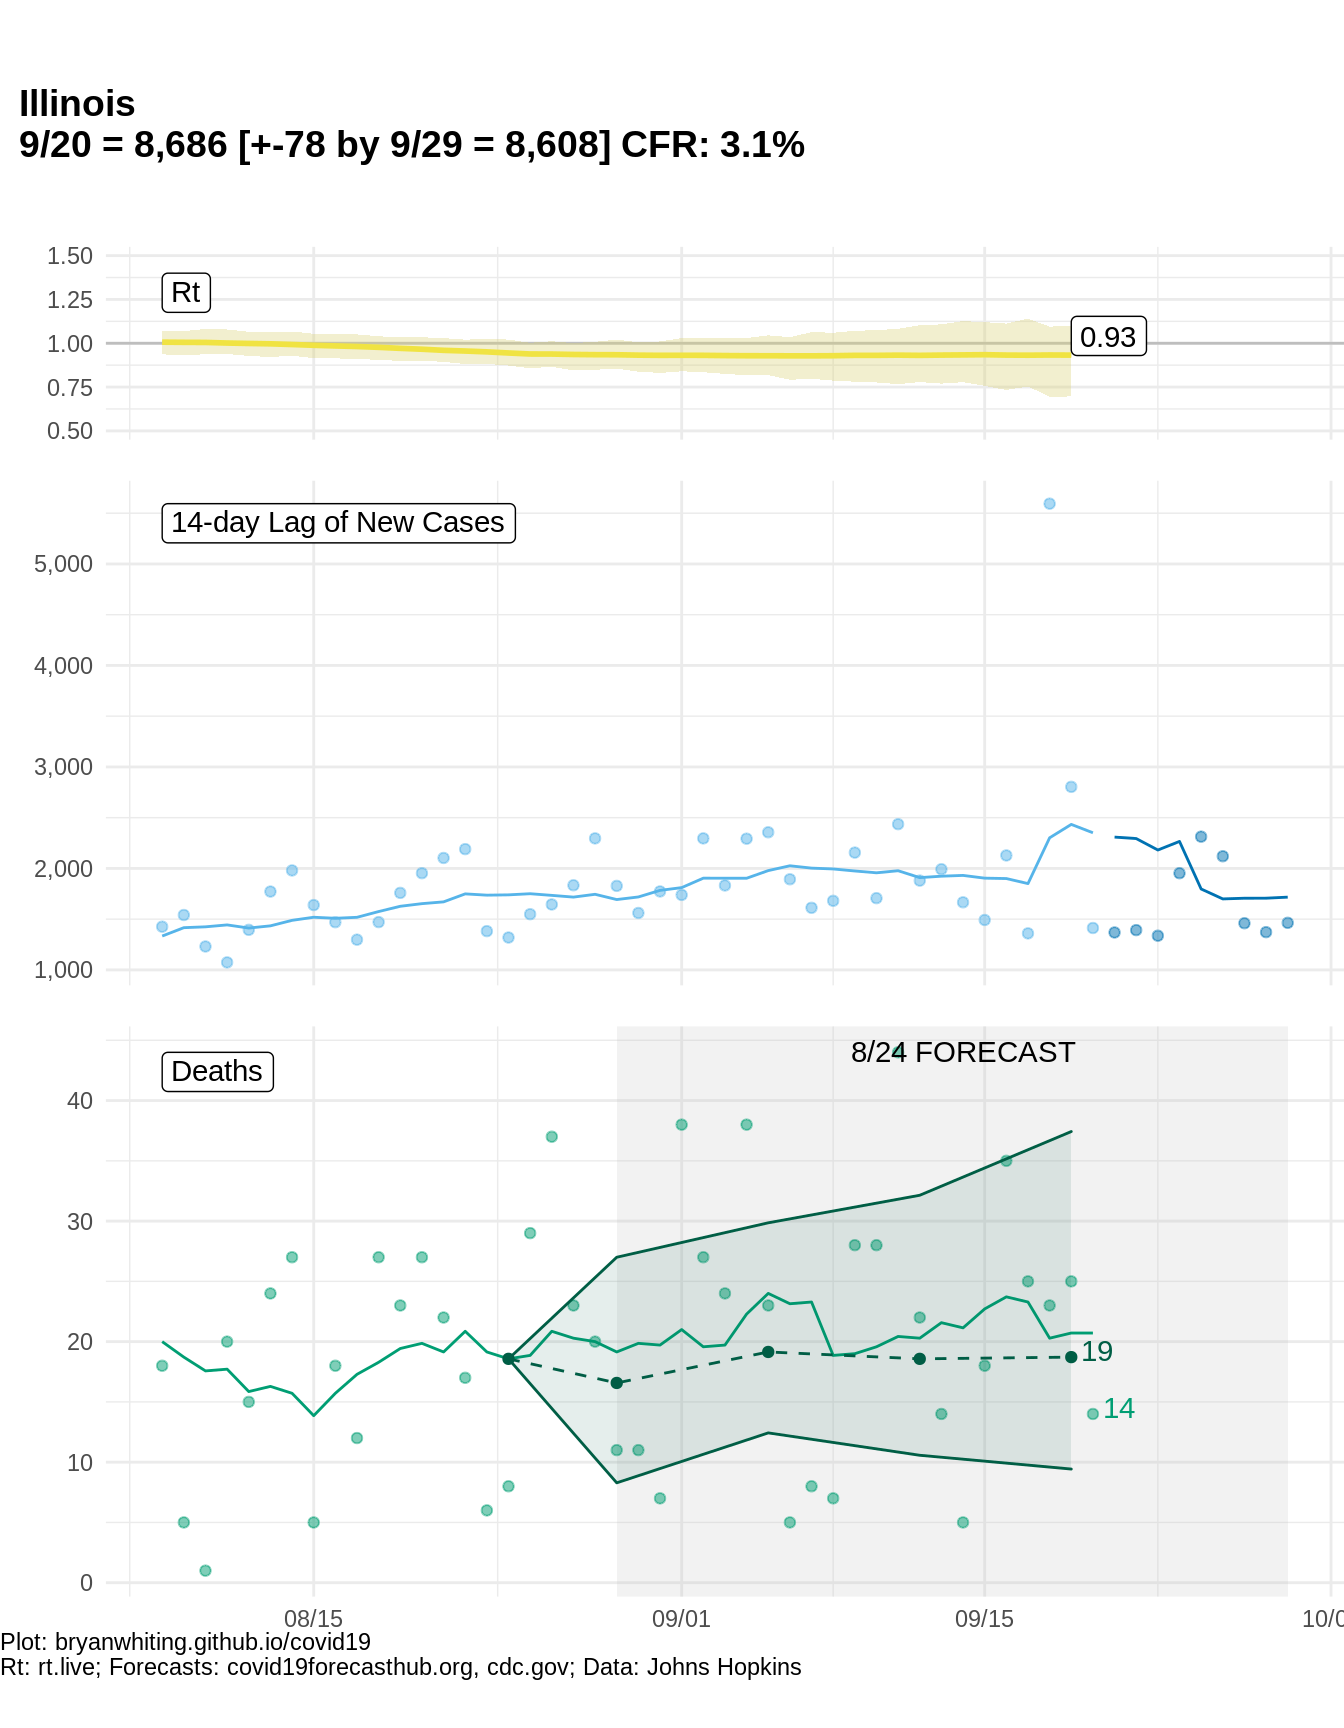 Illinois
9/20 = 8,686 [+-78 by 9/29 = 8,608] CFR: 3.1%
1.50
1.25
1.00
0.75
0.50
Rt
0.93
14-day Lag of New Cases
5,000
4,000
3,000
2,000
1,000
Deaths
8/24 FORECAST
40
30
20
10
0
19
14
08/15
09/01
09/15
10/0
Plot: bryanwhiting.github.io/covid19
Rt: rt.live; Forecasts: covid19forecasthub.org, cdc.gov; Data: Johns Hopkins